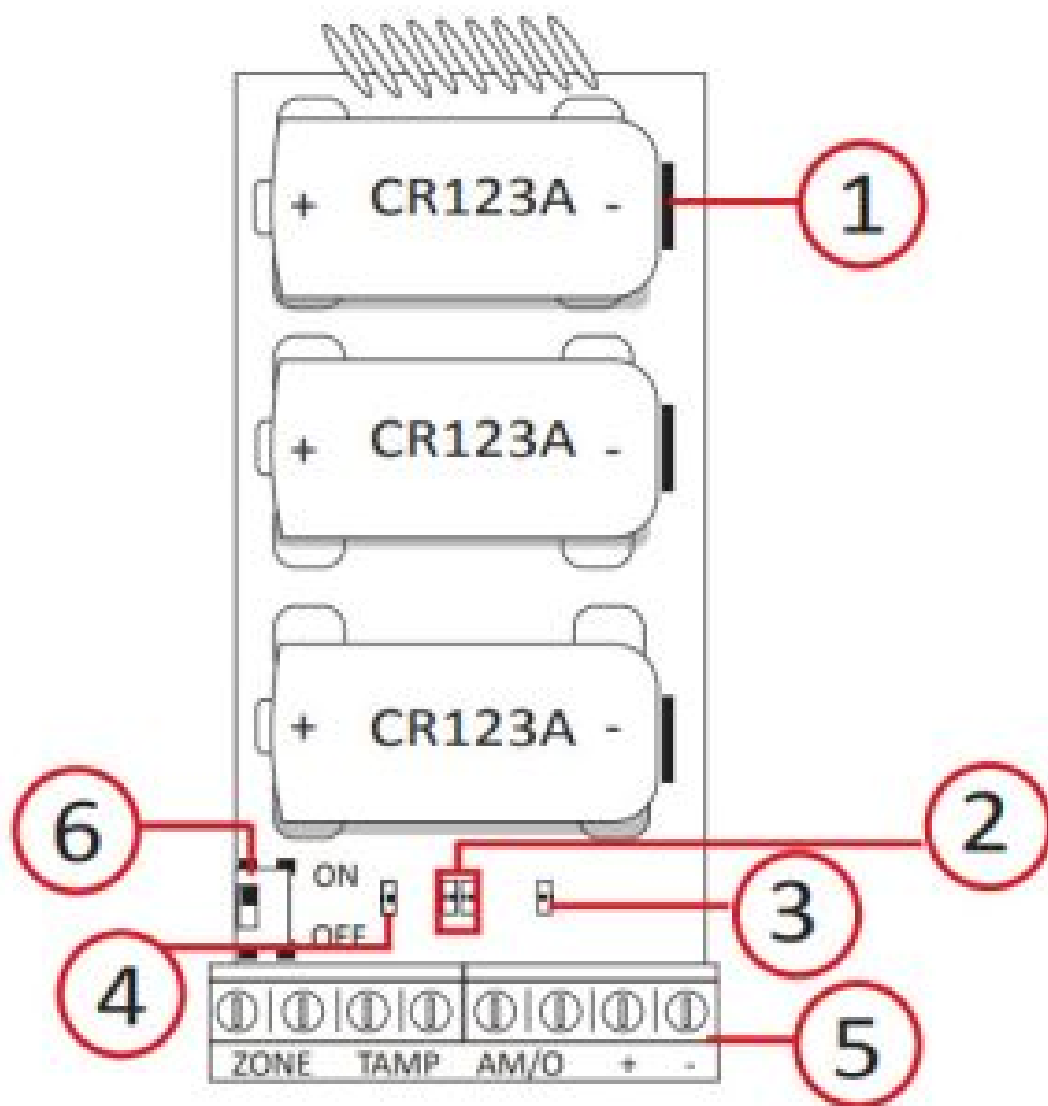 + CR123A - 1
+ CR123A -
+ CR123A -
6 2
ON
3
OFF
4
5
ZONE TAMP AM/O + -